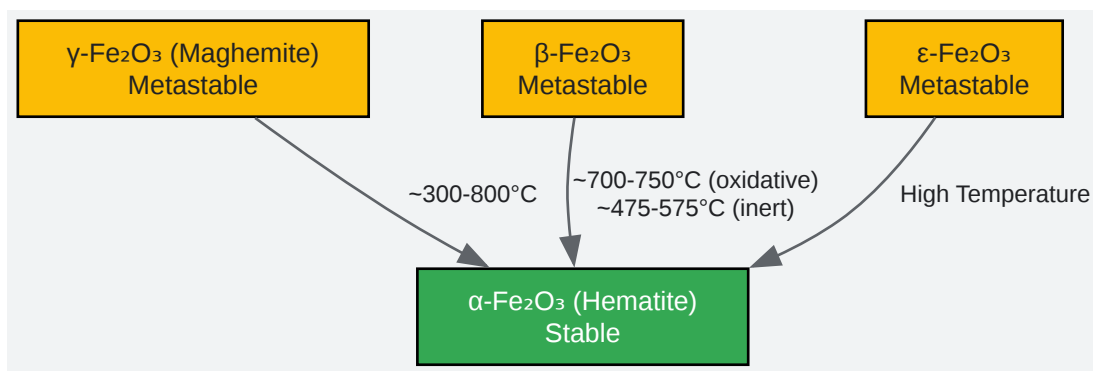 γ-Fe₂O₃ (Maghemite)
Metastable
β-Fe₂O₃
Metastable
ε-Fe₂O₃
Metastable
~300-800°C
~700-750°C (oxidative)
~475-575°C (inert)
High Temperature
α-Fe₂O₃ (Hematite)
Stable